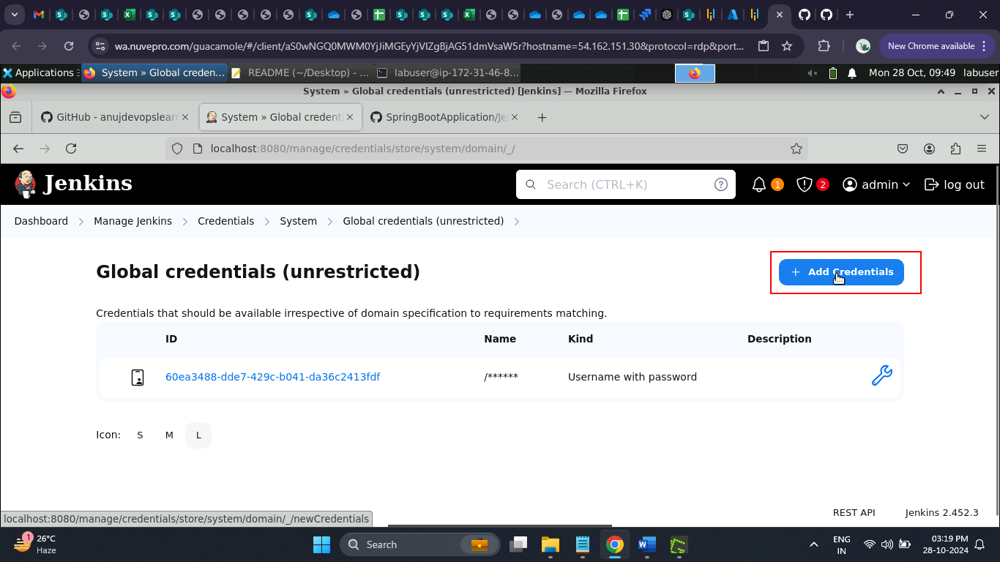 wa.nuvepro.com/guacamole/#/client/aS0wNGQ0MWM0YjJiMGEyYjVlZgBjAG51dmVsaW5r?hostname=54.162.151.30&protocol=rdp&port...
New Chrome available
Applications
System » Global creden...
README (~/Desktop) - ...
labuser@ip-172-31-46-8...
Mon 28 Oct, 09:49
labuser
System » Global credentials (unrestricted) [Jenkins] — Mozilla Firefox
GitHub - anujdevopslearn
System » Global credenti
SpringBootApplication/Je
localhost:8080/manage/credentials/store/system/domain/_/
Jenkins
Search (CTRL+K)
1
2
admin
log out
Dashboard
Manage Jenkins
Credentials
System
Global credentials (unrestricted)
Global credentials (unrestricted)
+ Add Credentials
Credentials that should be available irrespective of domain specification to requirements matching.
ID
Name
Kind
Description
60ea3488-dde7-429c-b041-da36c2413fdf
/******
Username with password
Icon:
S
M
L
REST API
Jenkins 2.452.3
localhost:8080/manage/credentials/store/system/domain/_/newCredentials
1
26°C
Haze
Search
ENG
IN
03:19 PM
28-10-2024